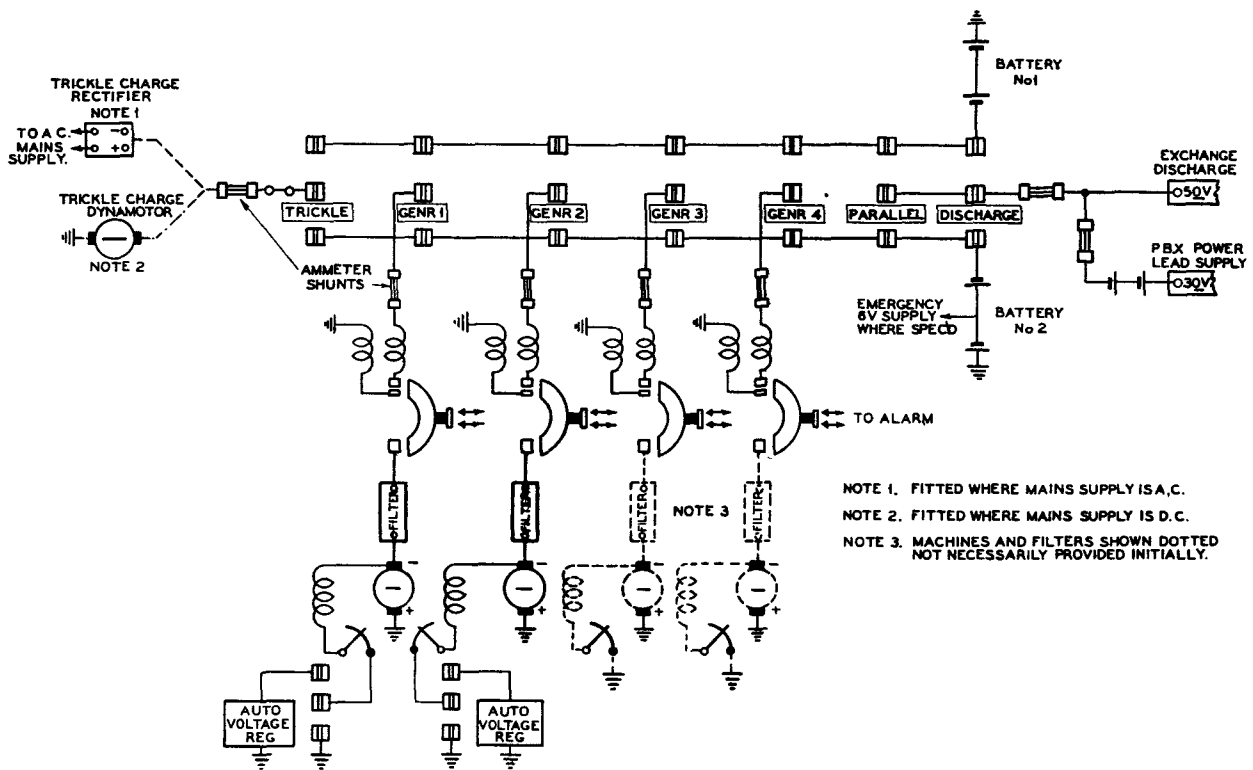 BATTERY
No1
TRICKLE CHARGE
RECTIFIER
NOTE 1
TO A C.
MAINS
SUPPLY.
- o
+ o
TRICKLE CHARGE
DYNAMOTOR
NOTE 2
TRICKLE
GENR 1
GENR 2
GENR 3
GENR 4
PARALLEL
DISCHARGE
EXCHANGE
DISCHARGE
50V
P.B.X POWER
LEAD SUPPLY
30V
AMMETER
SHUNTS
EMERGENCY
6V SUPPLY
WHERE SPECD
BATTERY
No 2
TO ALARM
FILTER
FILTER
FILTER
FILTER
NOTE 3
NOTE 1. FITTED WHERE MAINS SUPPLY IS A,C.
NOTE 2. FITTED WHERE MAINS SUPPLY IS D.C.
NOTE 3. MACHINES AND FILTERS SHOWN DOTTED
NOT NECESSARILY PROVIDED INITIALLY.
- - - -
+ + + +
AUTO
VOLTAGE
REG
AUTO
VOLTAGE
REG